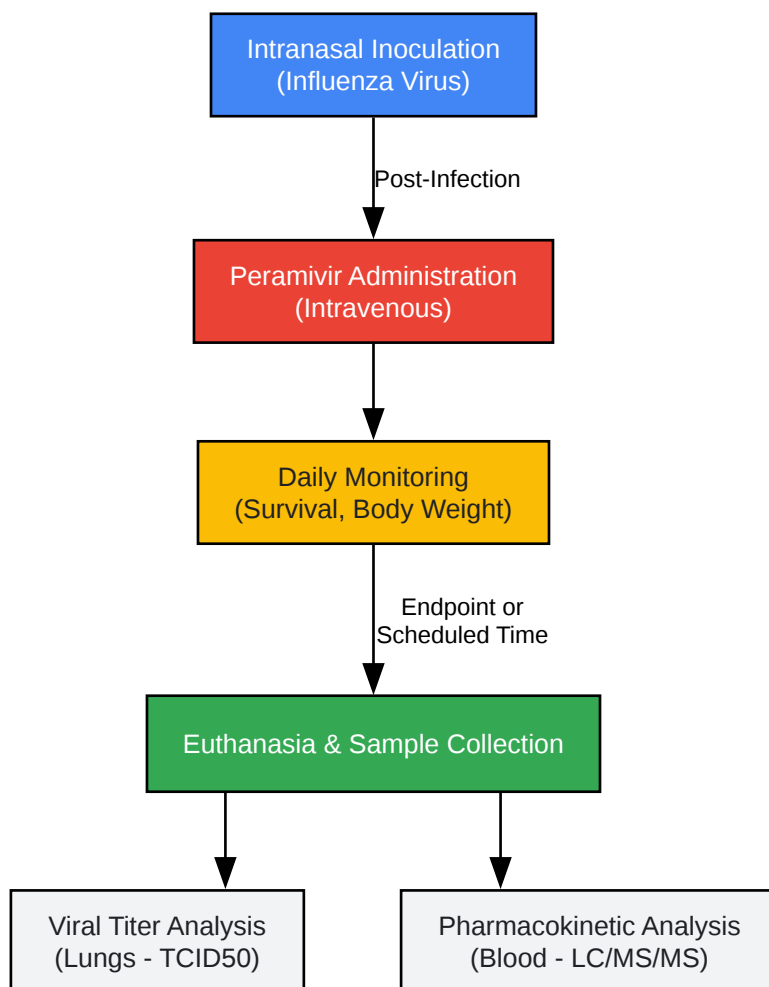 Intranasal Inoculation
(Influenza Virus)
Post-Infection
Peramivir Administration
(Intravenous)
Daily Monitoring
(Survival, Body Weight)
Endpoint or
Scheduled Time
Euthanasia & Sample Collection
Viral Titer Analysis
(Lungs - TCID50)
Pharmacokinetic Analysis
(Blood - LC/MS/MS)